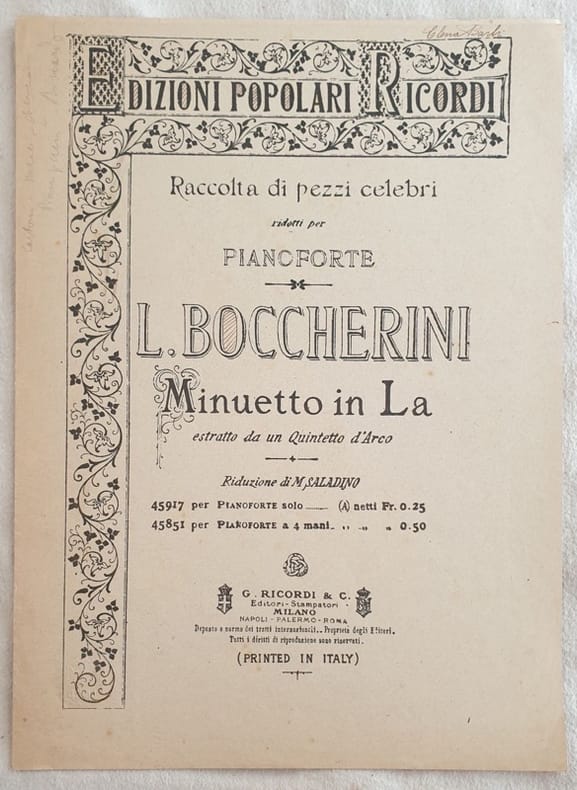 Elena
EDIZIONI POPOLARI RICORDI
Raccolta di pezzi celebri
ridotti per
PIANOFORTE
L. BOCCHERINI
Minuetto in La
estratto da un Quintetto d'Arco
Riduzione di M. SALADINO
45917 per PIANOFORTE solo (A) netti Fr. 0.25
45851 per PIANOFORTE a 4 mani „ „ „ 0.50
G. RICORDI & C.
Editori-Stampatori
MILANO
NAPOLI - PALERMO - ROMA
Deposto a norma dei trattati internazionali. Proprietà degli Editori.
Tutti i diritti di riproduzione sono riservati.
(PRINTED IN ITALY)